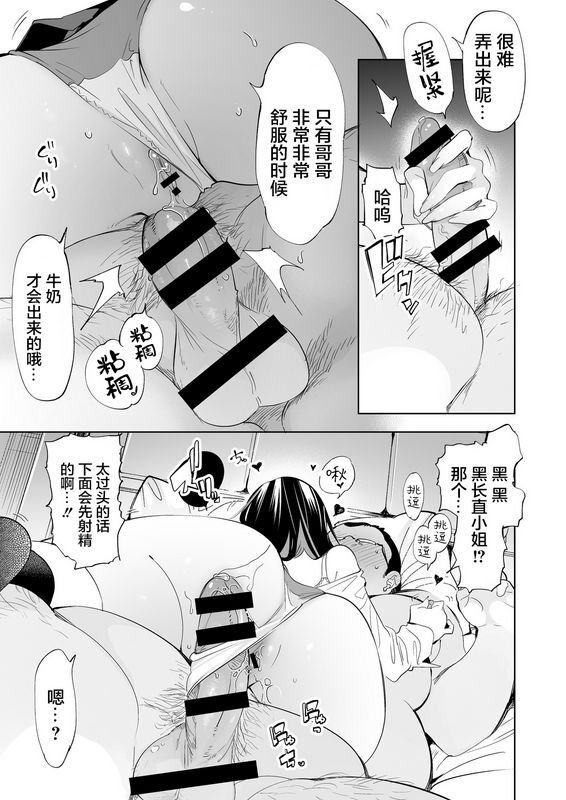 很难
弄出来呢…
握紧
哈呜
只有哥哥
非常非常
舒服的时候
牛奶
才会出来的哦…
粘稠
粘稠
黑 黑
黑长直小姐
那个… !?
挑逗
挑逗
挑逗
啾
太过头的话
下面会先射精
的啊…!!
嗯…?